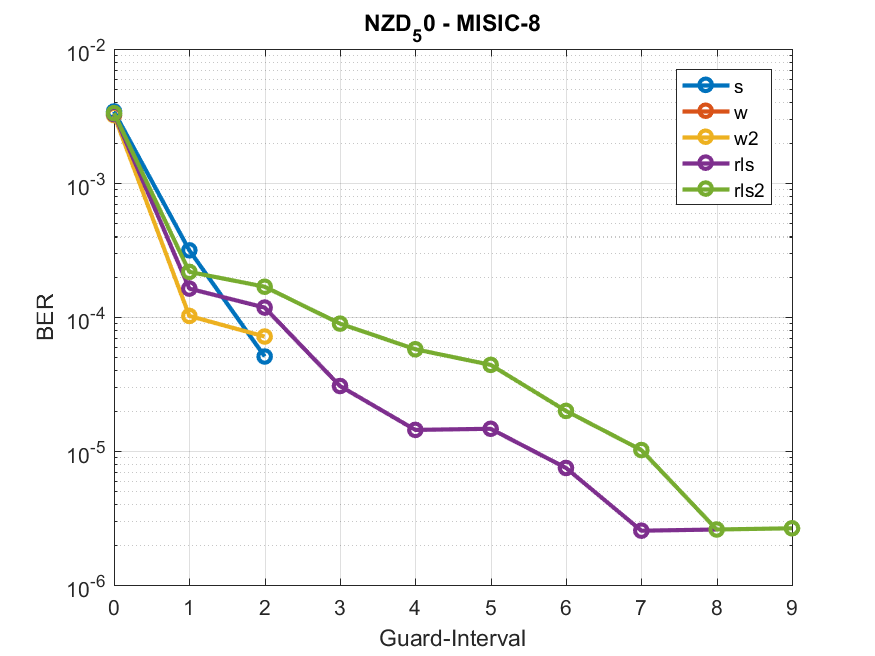 NZD₅0 - MISIC-8
10⁻²
10⁻³
10⁻⁴
10⁻⁵
10⁻⁶
BER
s
w
w2
rls
rls2
0 1 2 3 4 5 6 7 8 9
Guard-Interval